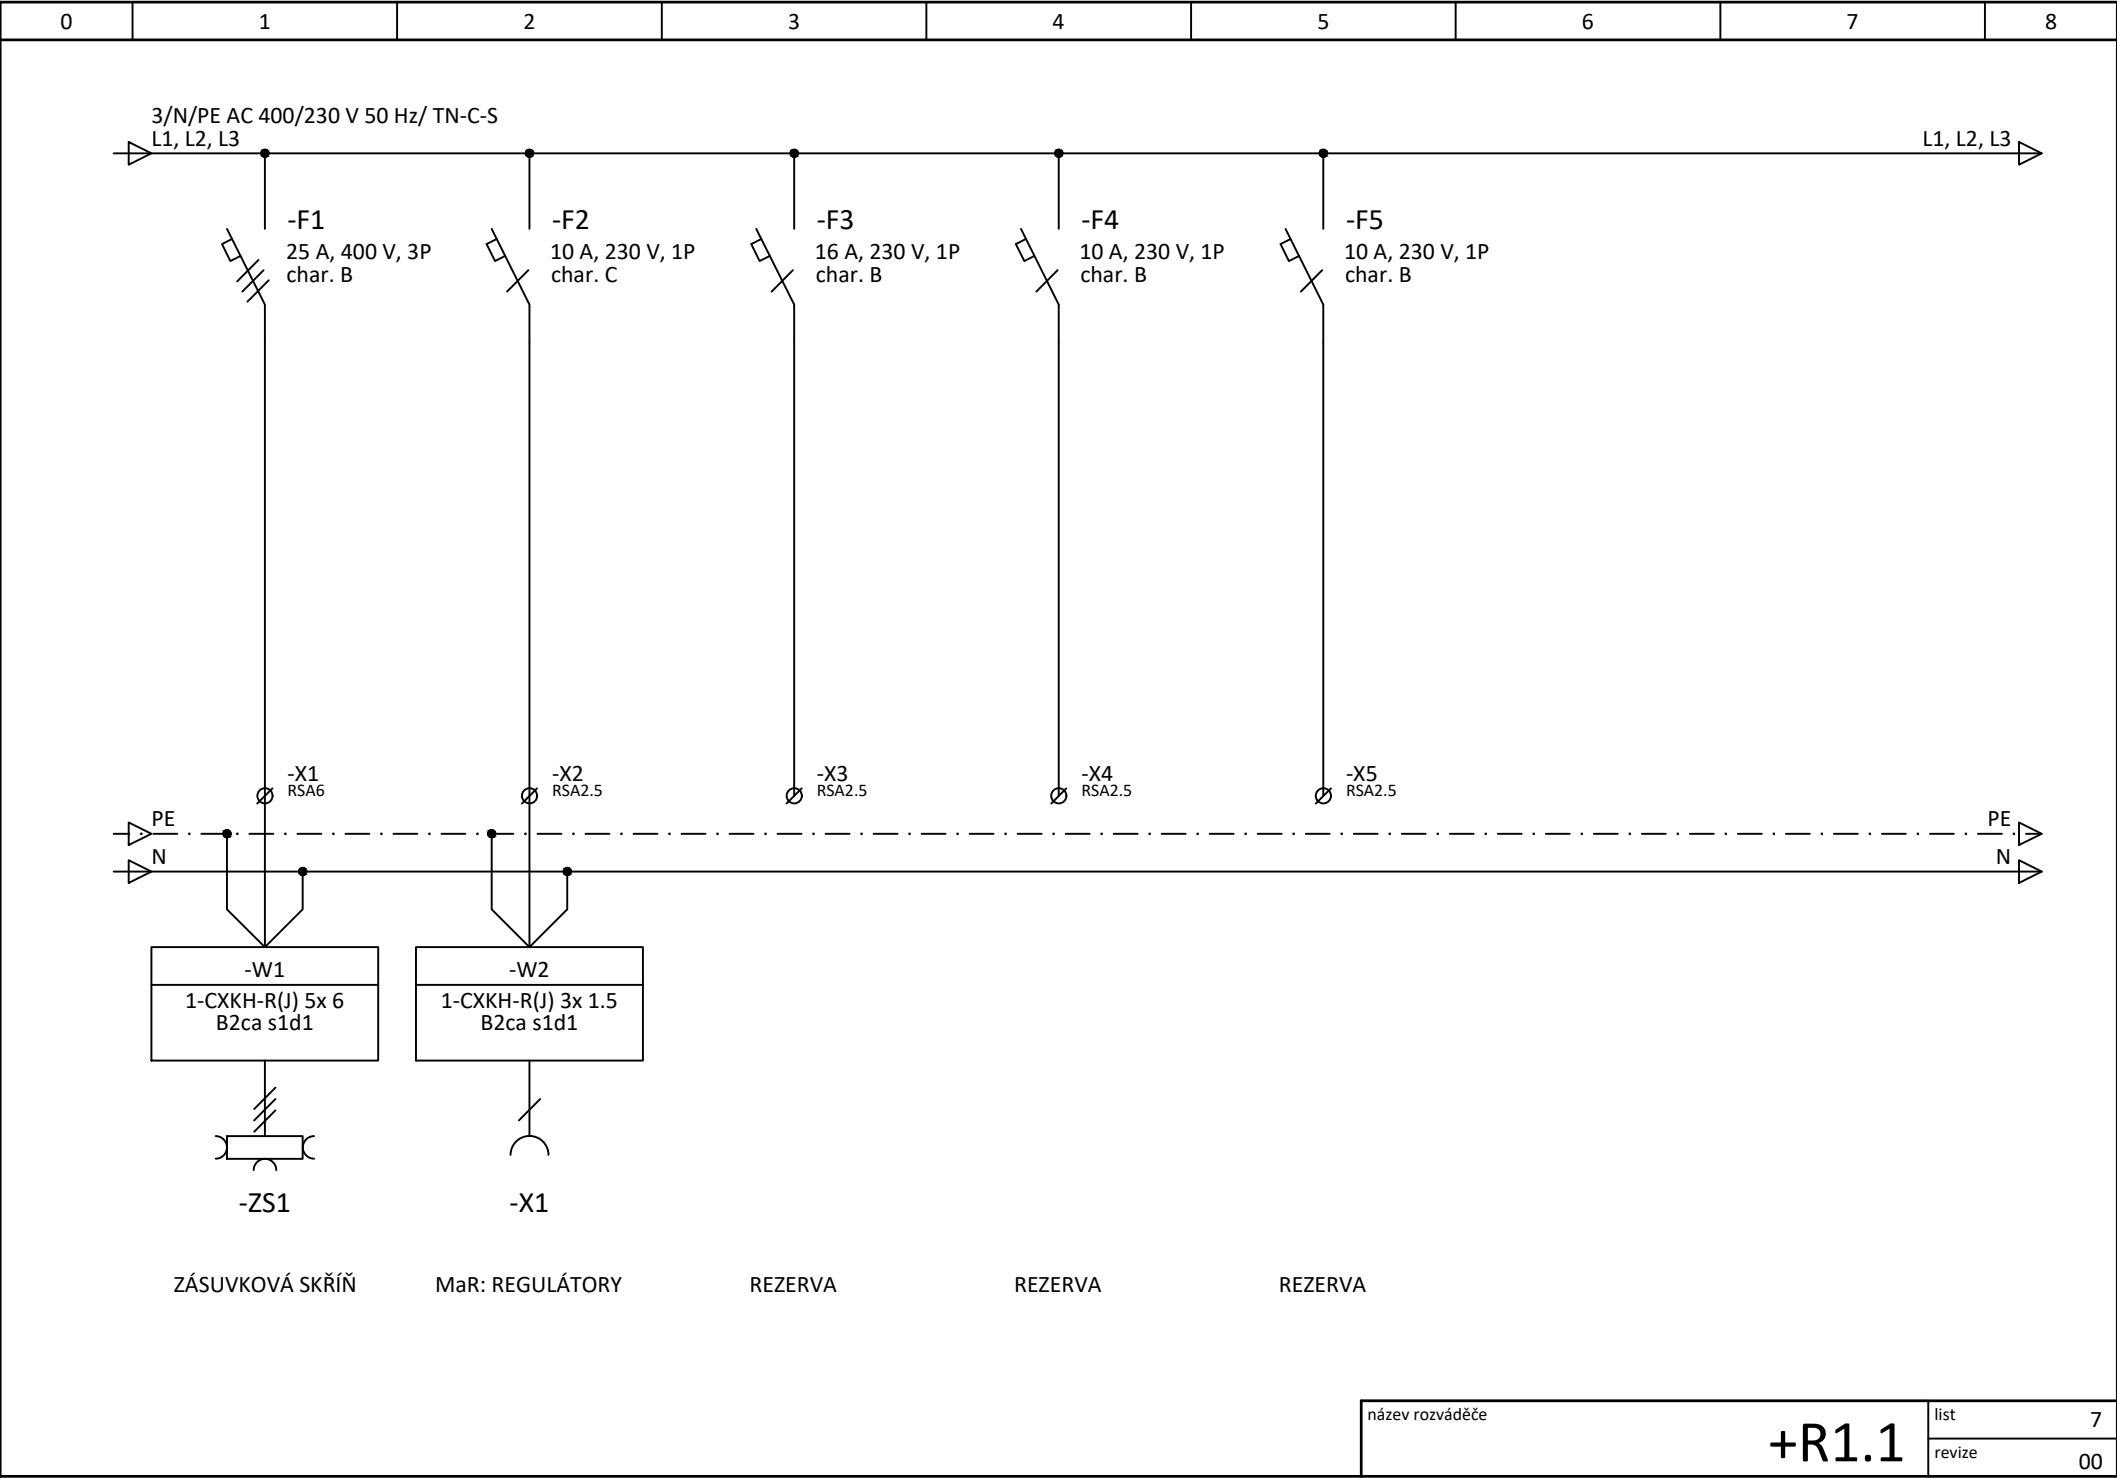 0 1 2 3 4 5 6 7 8
3/N/PE AC 400/230 V 50 Hz/ TN-C-S
L1, L2, L3
L1, L2, L3
-F1
25 A, 400 V, 3P
char. B
-F2
10 A, 230 V, 1P
char. C
-F3
16 A, 230 V, 1P
char. B
-F4
10 A, 230 V, 1P
char. B
-F5
10 A, 230 V, 1P
char. B
-X1
RSA6
-X2
RSA2.5
-X3
RSA2.5
-X4
RSA2.5
-X5
RSA2.5
PE
PE
N
N
-W1
1-CXKH-R(J) 5x 6
B2ca s1d1
-W2
1-CXKH-R(J) 3x 1.5
B2ca s1d1
-ZS1
-X1
ZÁSUVKOVÁ SKŘÍŇ
MaR: REGULÁTORY
REZERVA
REZERVA
REZERVA
název rozváděče
+R1.1
list 7
revize 00